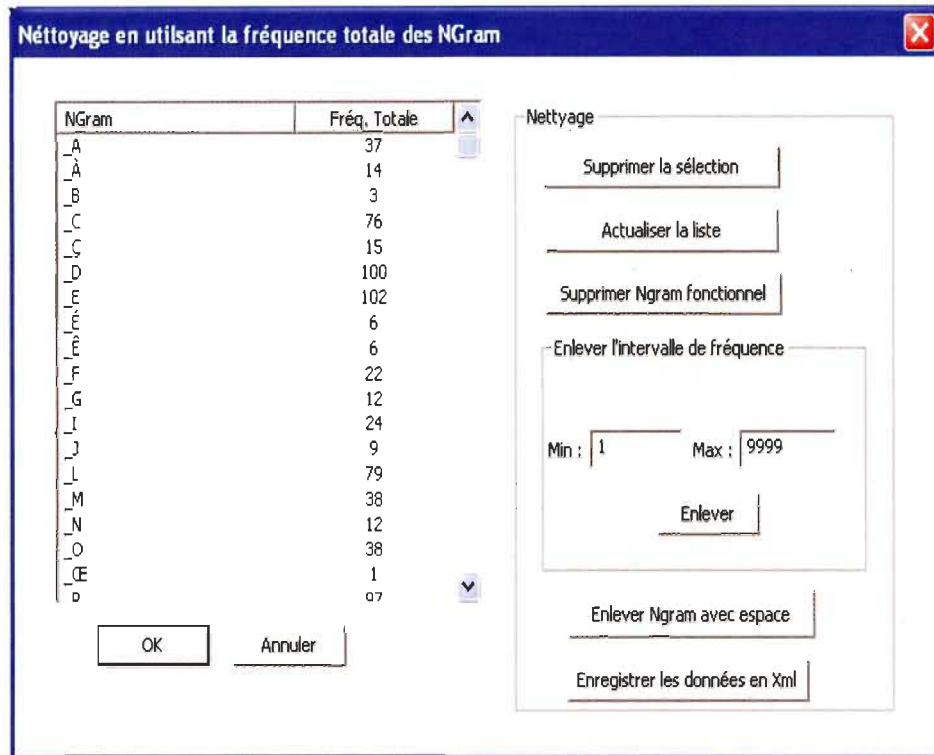 Néttoyage en utilsant la fréquence totale des NGram
NGram Fréq. Totale
_A 37
_À 14
_B 3
_C 76
_Ç 15
_D 100
_E 102
_É 6
_Ê 6
_F 22
_G 12
_I 24
_J 9
_L 79
_M 38
_N 12
_O 38
_Œ 1
_P 97
OK
Annuler
Nettyage
Supprimer la sélection
Actualiser la liste
Supprimer Ngram fonctionnel
Enlever l'intervalle de fréquence
Min : 1 Max : 9999
Enlever
Enlever Ngram avec espace
Enregistrer les données en Xml